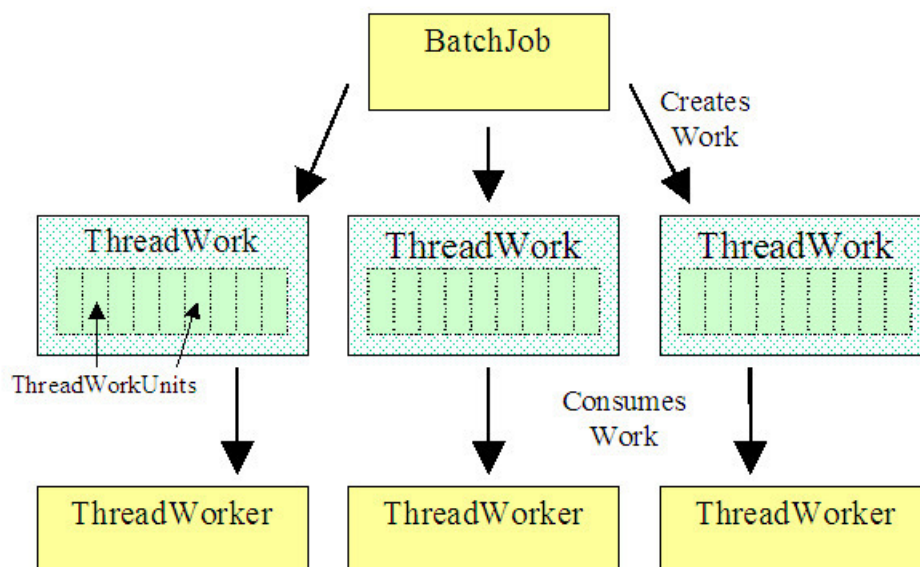 BatchJob
Creates
Work
ThreadWork
ThreadWork
ThreadWork
ThreadWorkUnits
Consumes
Work
ThreadWorker
ThreadWorker
ThreadWorker